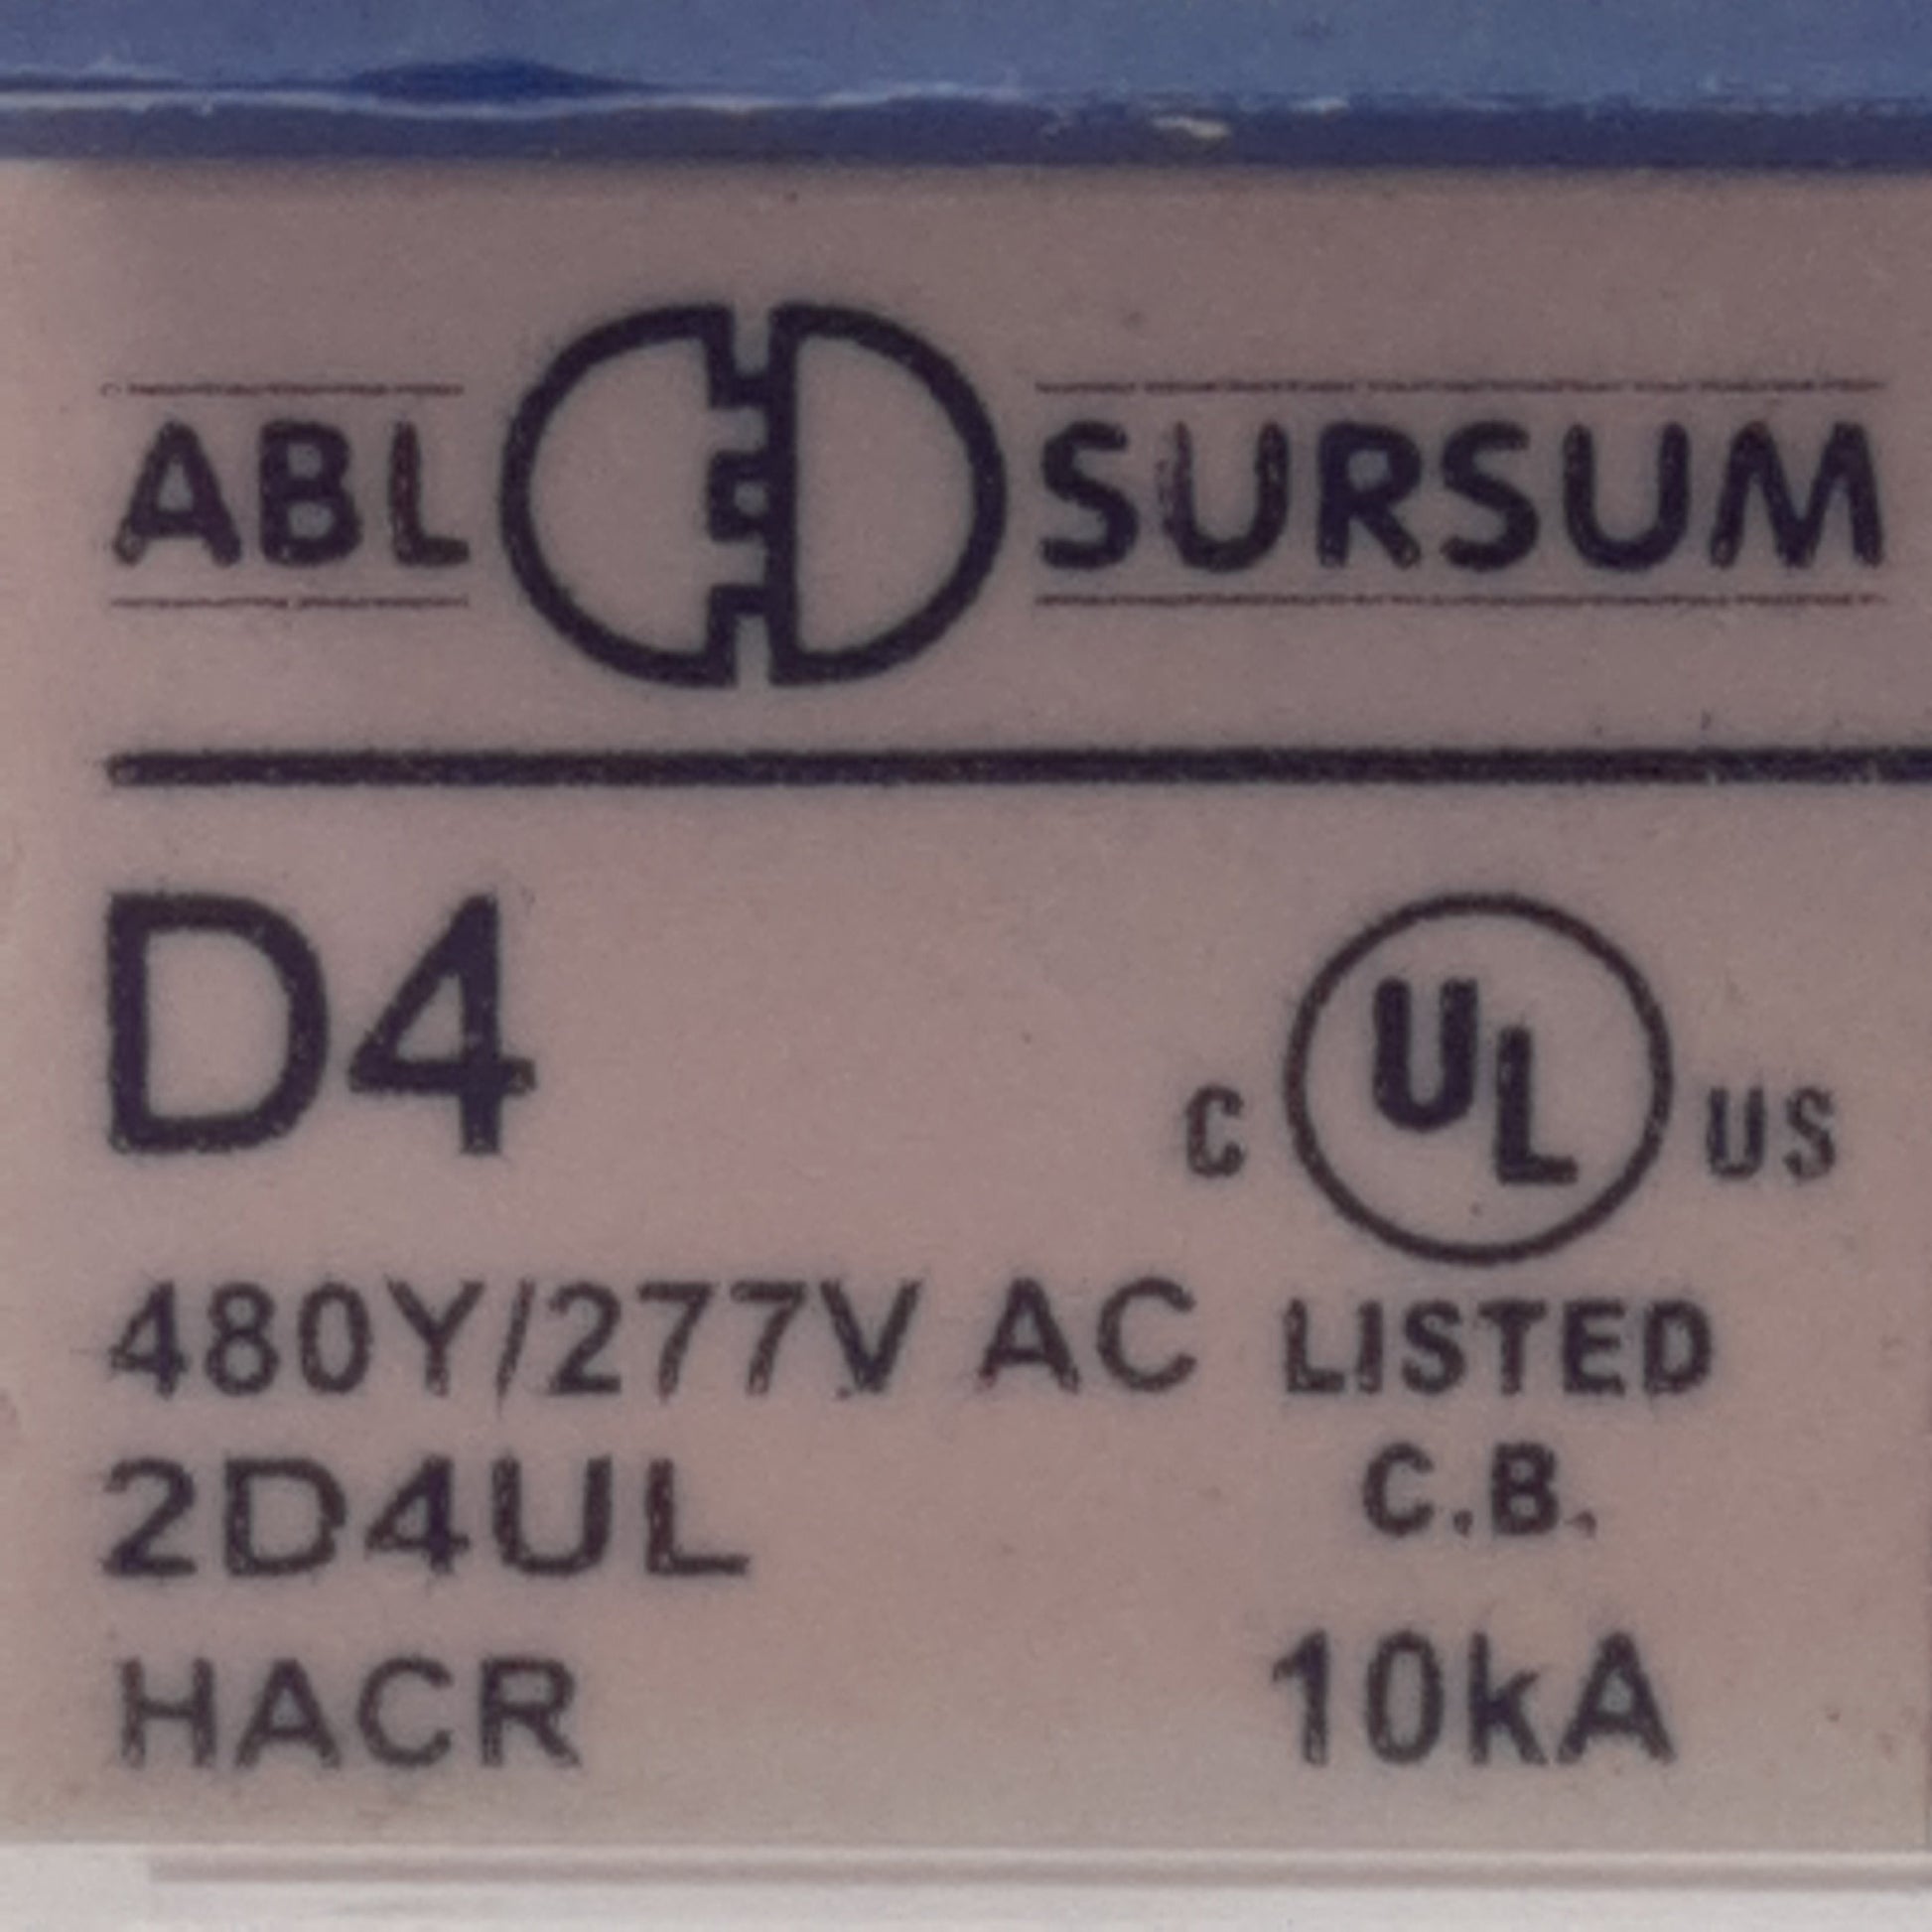 ABL SURSUM
D4
C UL US
480Y/277V AC LISTED
2D4UL C.B.
HACR 10kA